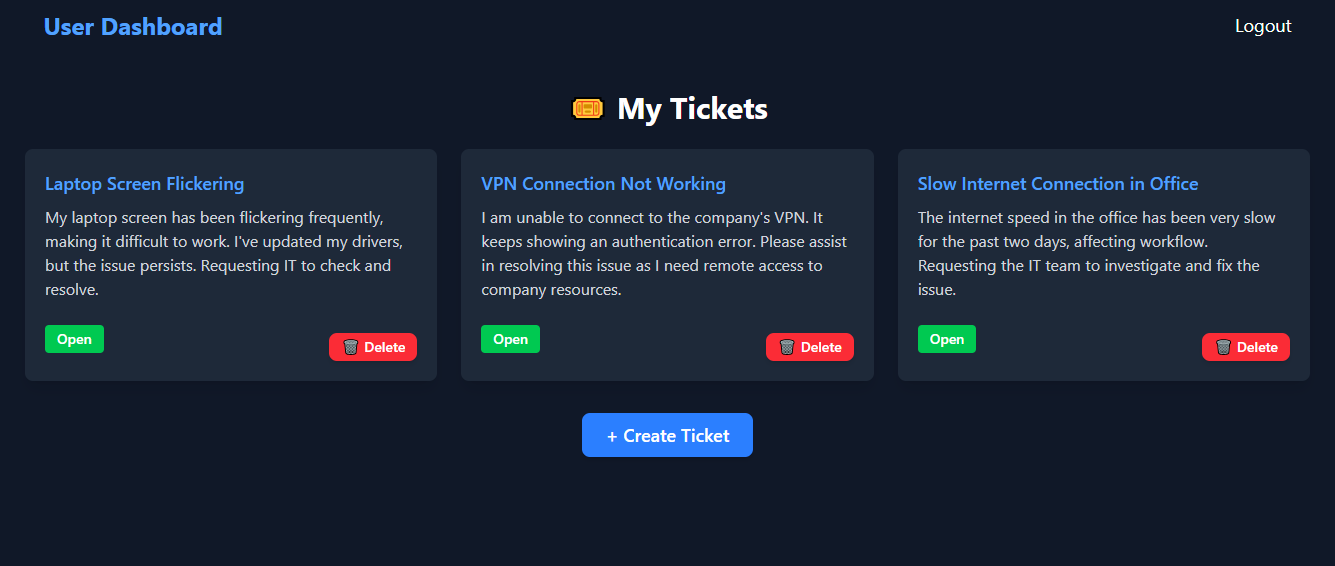 User Dashboard
Logout
My Tickets
Laptop Screen Flickering
My laptop screen has been flickering frequently,
making it difficult to work. I've updated my drivers,
but the issue persists. Requesting IT to check and
resolve.
Open
Delete
VPN Connection Not Working
I am unable to connect to the company's VPN. It
keeps showing an authentication error. Please assist
in resolving this issue as I need remote access to
company resources.
Open
Delete
Slow Internet Connection in Office
The internet speed in the office has been very slow
for the past two days, affecting workflow.
Requesting the IT team to investigate and fix the
issue.
Open
Delete
+ Create Ticket